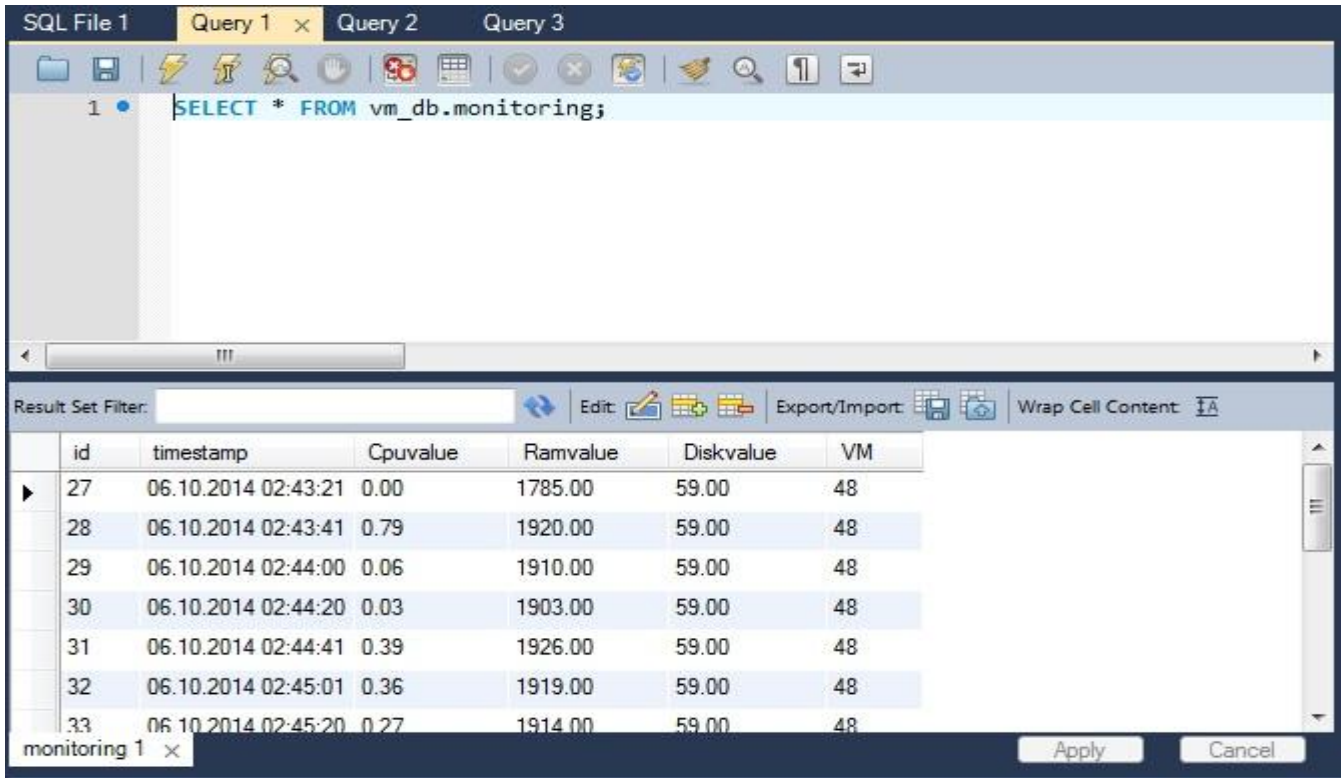 SQL File 1 Query 1 Query 2 Query 3
1 SELECT * FROM vm_db.monitoring;
Result Set Filter: Edit: Export/Import: Wrap Cell Content:
id timestamp Cpuvalue Ramvalue Diskvalue VM
27 06.10.2014 02:43:21 0.00 1785.00 59.00 48
28 06.10.2014 02:43:41 0.79 1920.00 59.00 48
29 06.10.2014 02:44:00 0.06 1910.00 59.00 48
30 06.10.2014 02:44:20 0.03 1903.00 59.00 48
31 06.10.2014 02:44:41 0.39 1926.00 59.00 48
32 06.10.2014 02:45:01 0.36 1919.00 59.00 48
33 06.10.2014 02:45:20 0.27 1914.00 59.00 48
monitoring 1 Apply Cancel